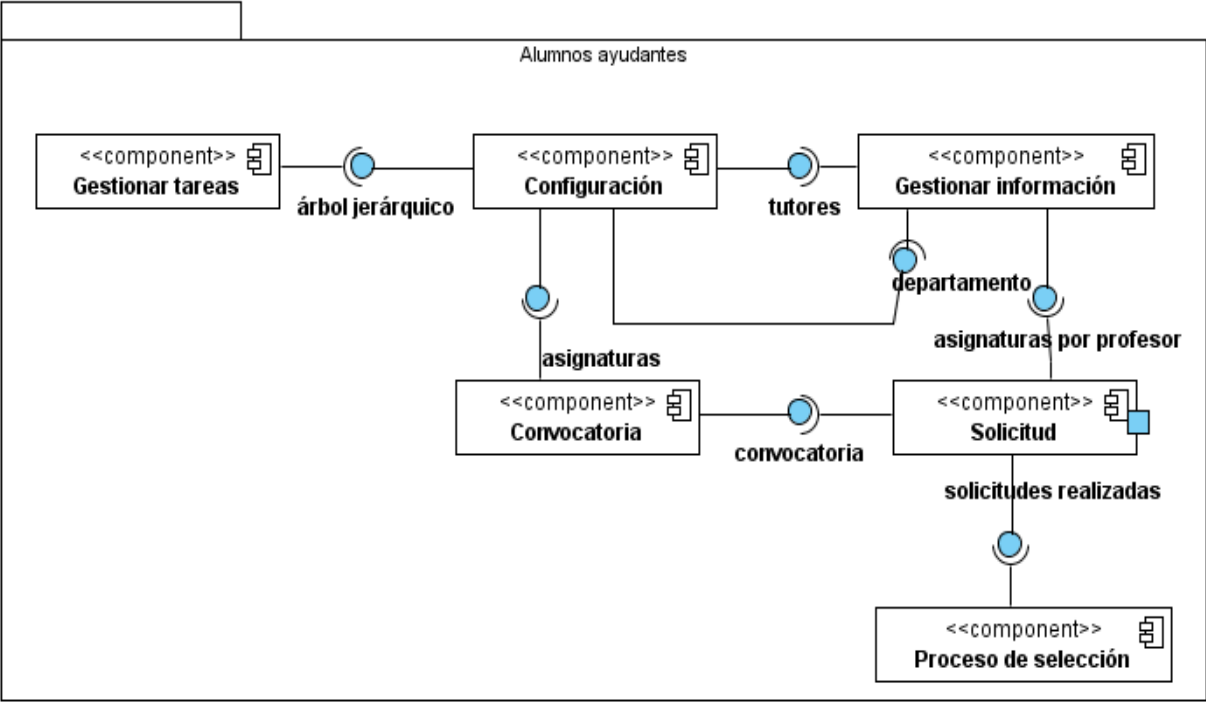 Alumnos ayudantes
<<component>>
Gestionar tareas
<<component>>
Configuración
<<component>>
Gestionar información
árbol jerárquico
tutores
departamento
asignaturas por profesor
asignaturas
<<component>>
Convocatoria
<<component>>
Solicitud
convocatoria
solicitudes realizadas
<<component>>
Proceso de selección